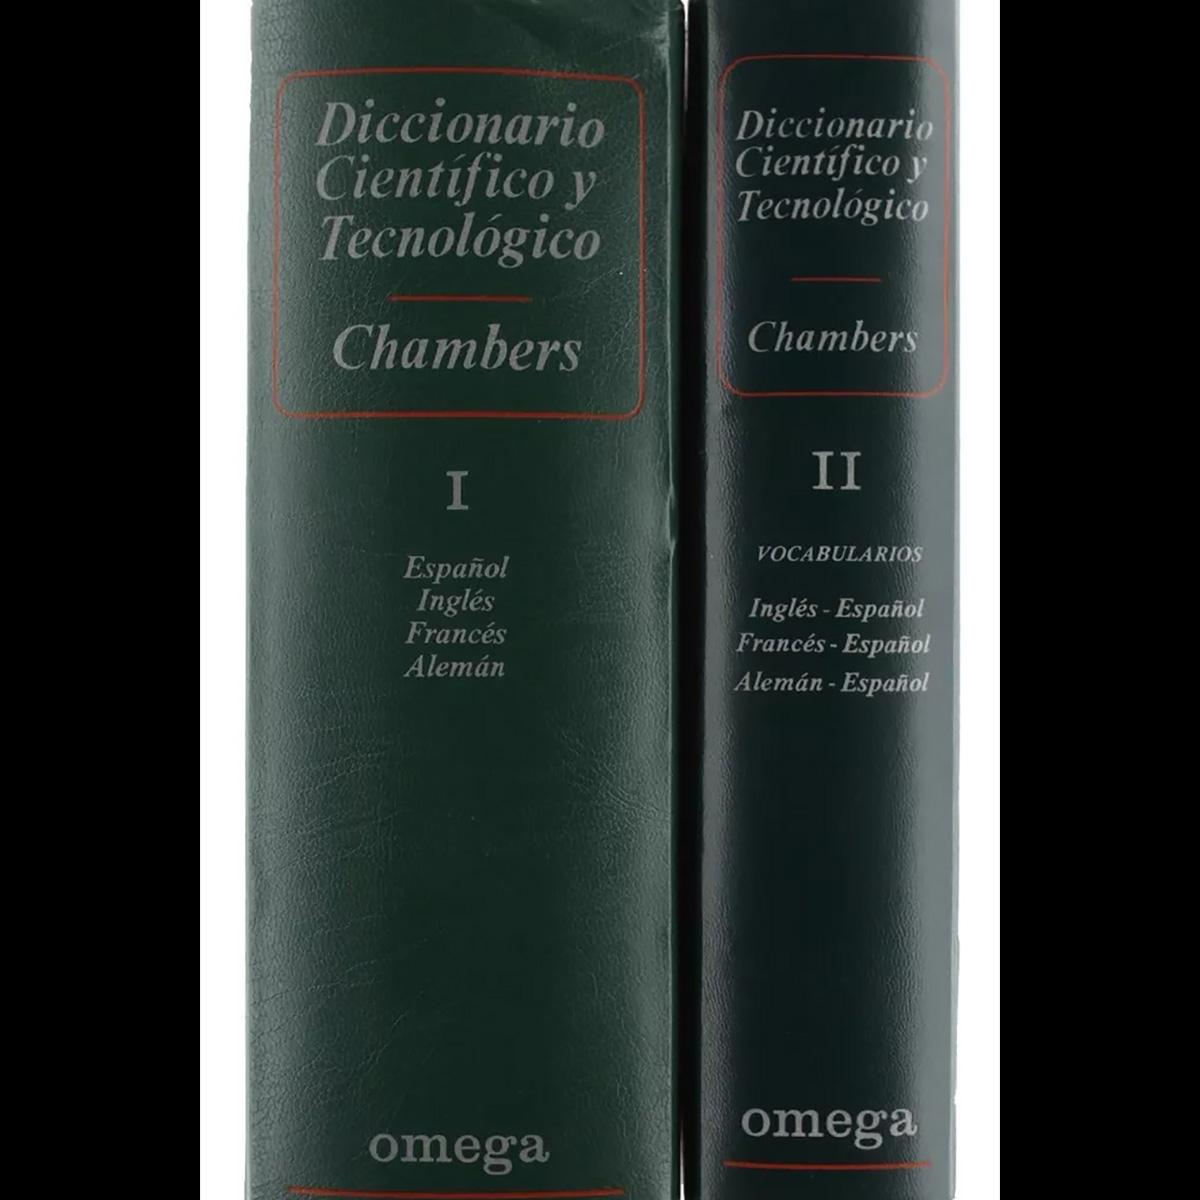 Diccionario
Científico y
Tecnológico
Chambers
I
Español
Inglés
Francés
Alemán
omega
Diccionario
Científico y
Tecnológico
Chambers
II
VOCABULARIOS
Inglés - Español
Francés - Español
Alemán - Español
omega